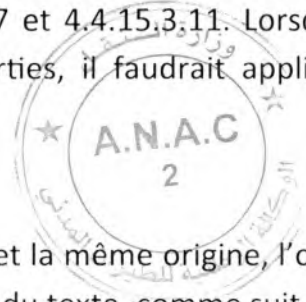 7 et 4.4.15.3.11. Lors
rties, il faudrait appli
A.N.A.C
2
et la même origine, l'o
du texte, comme suit